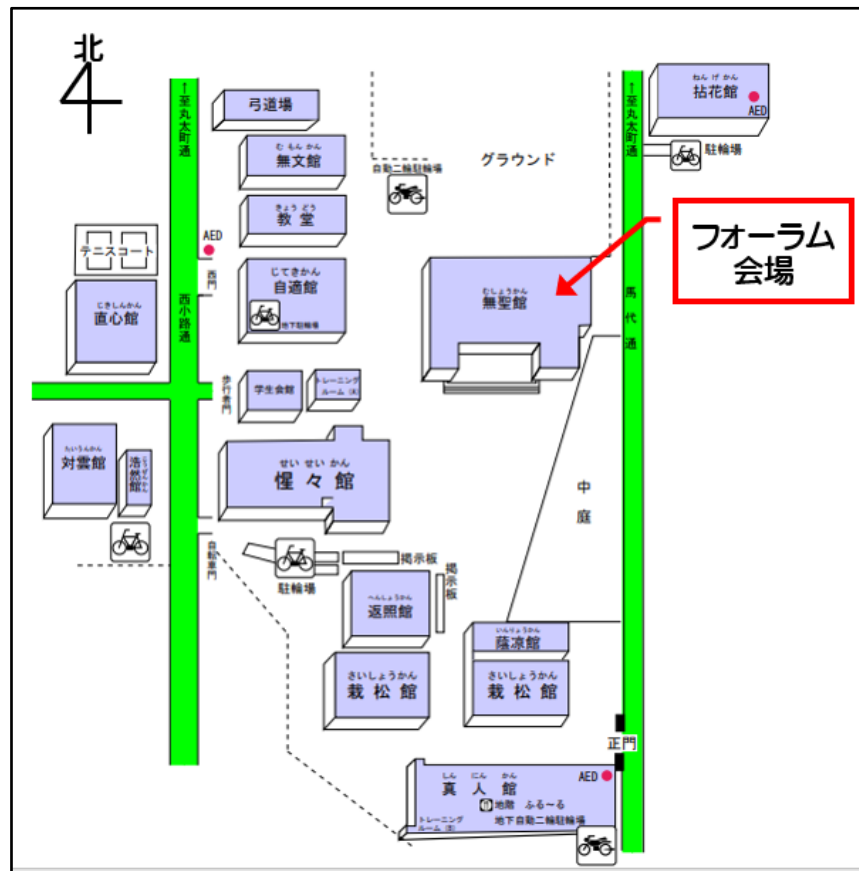 北
↑至丸太町通
弓道場
むもんかん
無文館
きょうどう
教堂
自動二輪駐輪場
グラウンド
↑至丸太町通
ねんげかん
拈花館
AED
駐輪場
フォーラム
会場
テニスコート
AED
西門
じてきかん
自適館
地下駐輪場
じきしんかん
直心館
西小路通
むしょうかん
無聖館
馬代通
歩行者門
学生会館
トレーニング
ルーム
たいうんかん
対雲館
こうぜんかん
浩然館
せいせいかん
惺々館
中庭
自転車門
駐輪場
掲示板
掲示板
へんしょうかん
返照館
いんりょうかん
蔭凉館
さいしょうかん
栽松館
さいしょうかん
栽松館
正門
しんにんかん
真人館
AED
地階 ふる〜る
トレーニング
ルーム
地下自動二輪駐輪場